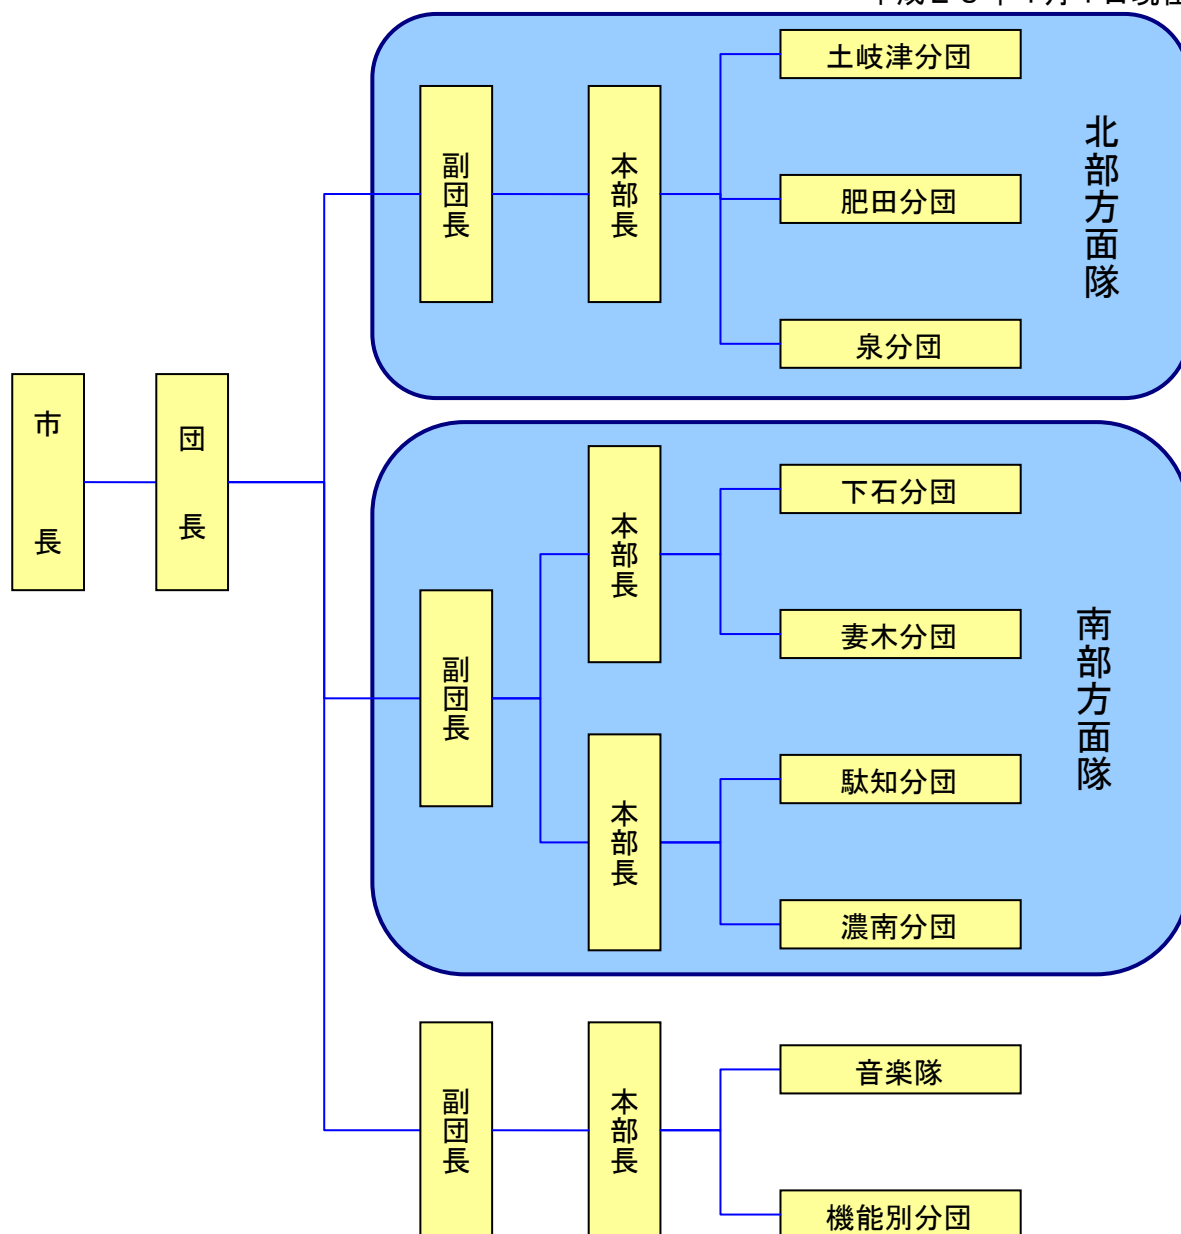 市長
団長
副団長
本部長
土岐津分団
肥田分団
泉分団
北部方面隊
副団長
本部長
下石分団
妻木分団
本部長
駄知分団
濃南分団
南部方面隊
副団長
本部長
音楽隊
機能別分団